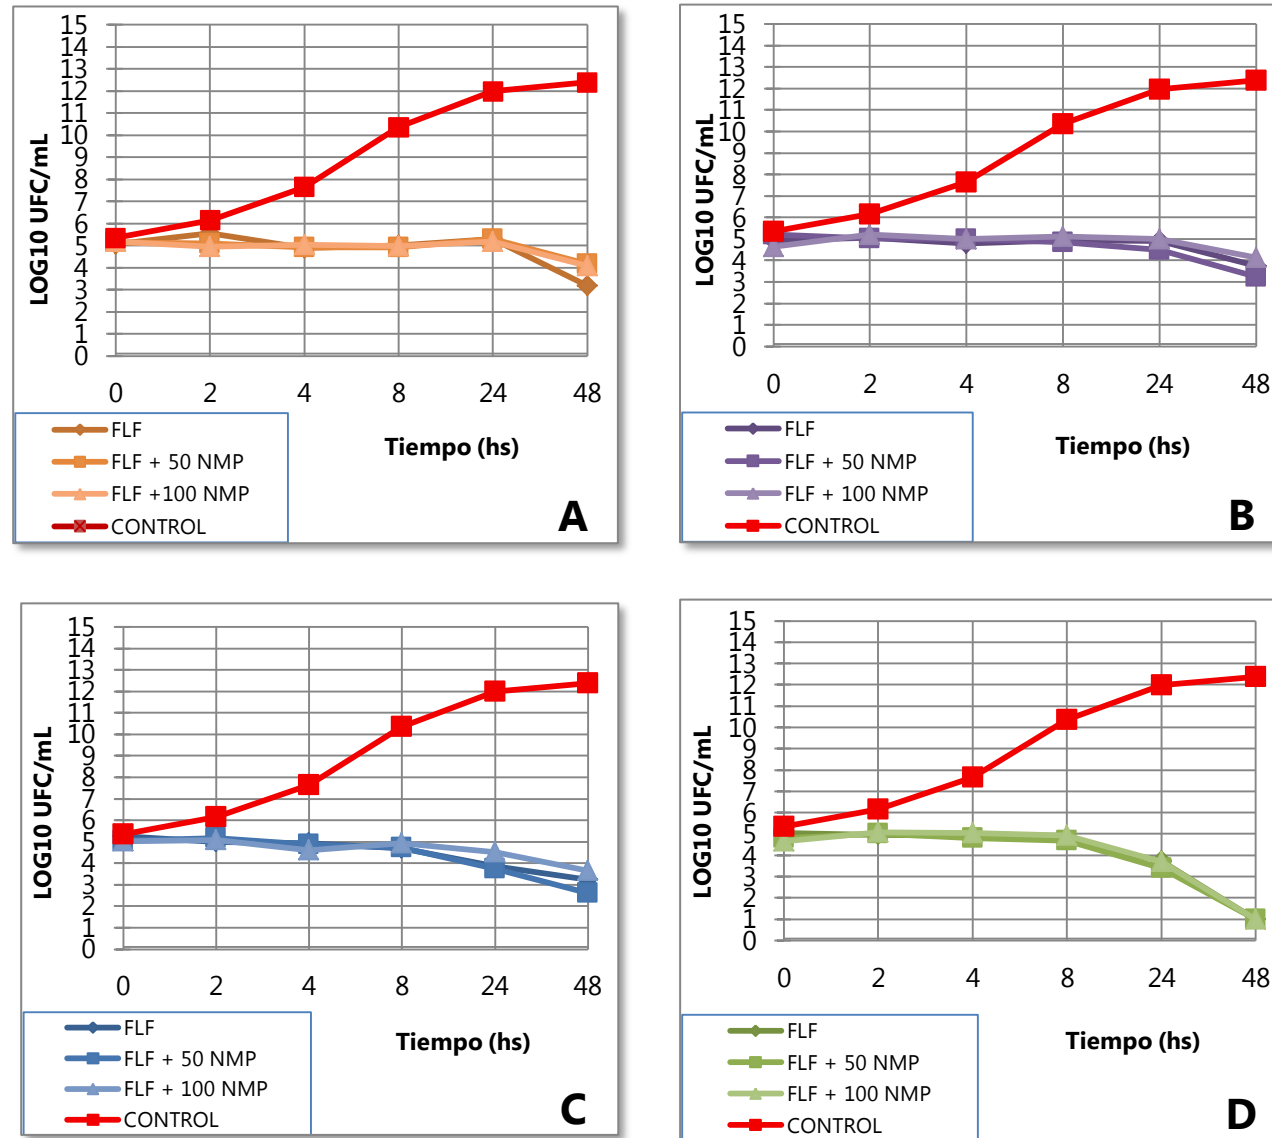 15
14
13
12
11
10
9
8
7
6
5
4
3
2
1
0
LOG10 UFC/mL
0 2 4 8 24 48
Tiempo (hs)
FLF
FLF + 50 NMP
FLF +100 NMP
CONTROL
A
15
14
13
12
11
10
9
8
7
6
5
4
3
2
1
0
LOG10 UFC/mL
0 2 4 8 24 48
Tiempo (hs)
FLF
FLF + 50 NMP
FLF + 100 NMP
CONTROL
B
15
14
13
12
11
10
9
8
7
6
5
4
3
2
1
0
LOG10 UFC/mL
0 2 4 8 24 48
Tiempo (hs)
FLF
FLF + 50 NMP
FLF + 100 NMP
CONTROL
C
15
14
13
12
11
10
9
8
7
6
5
4
3
2
1
0
LOG10 UFC/mL
0 2 4 8 24 48
Tiempo (hs)
FLF
FLF + 50 NMP
FLF + 100 NMP
CONTROL
D